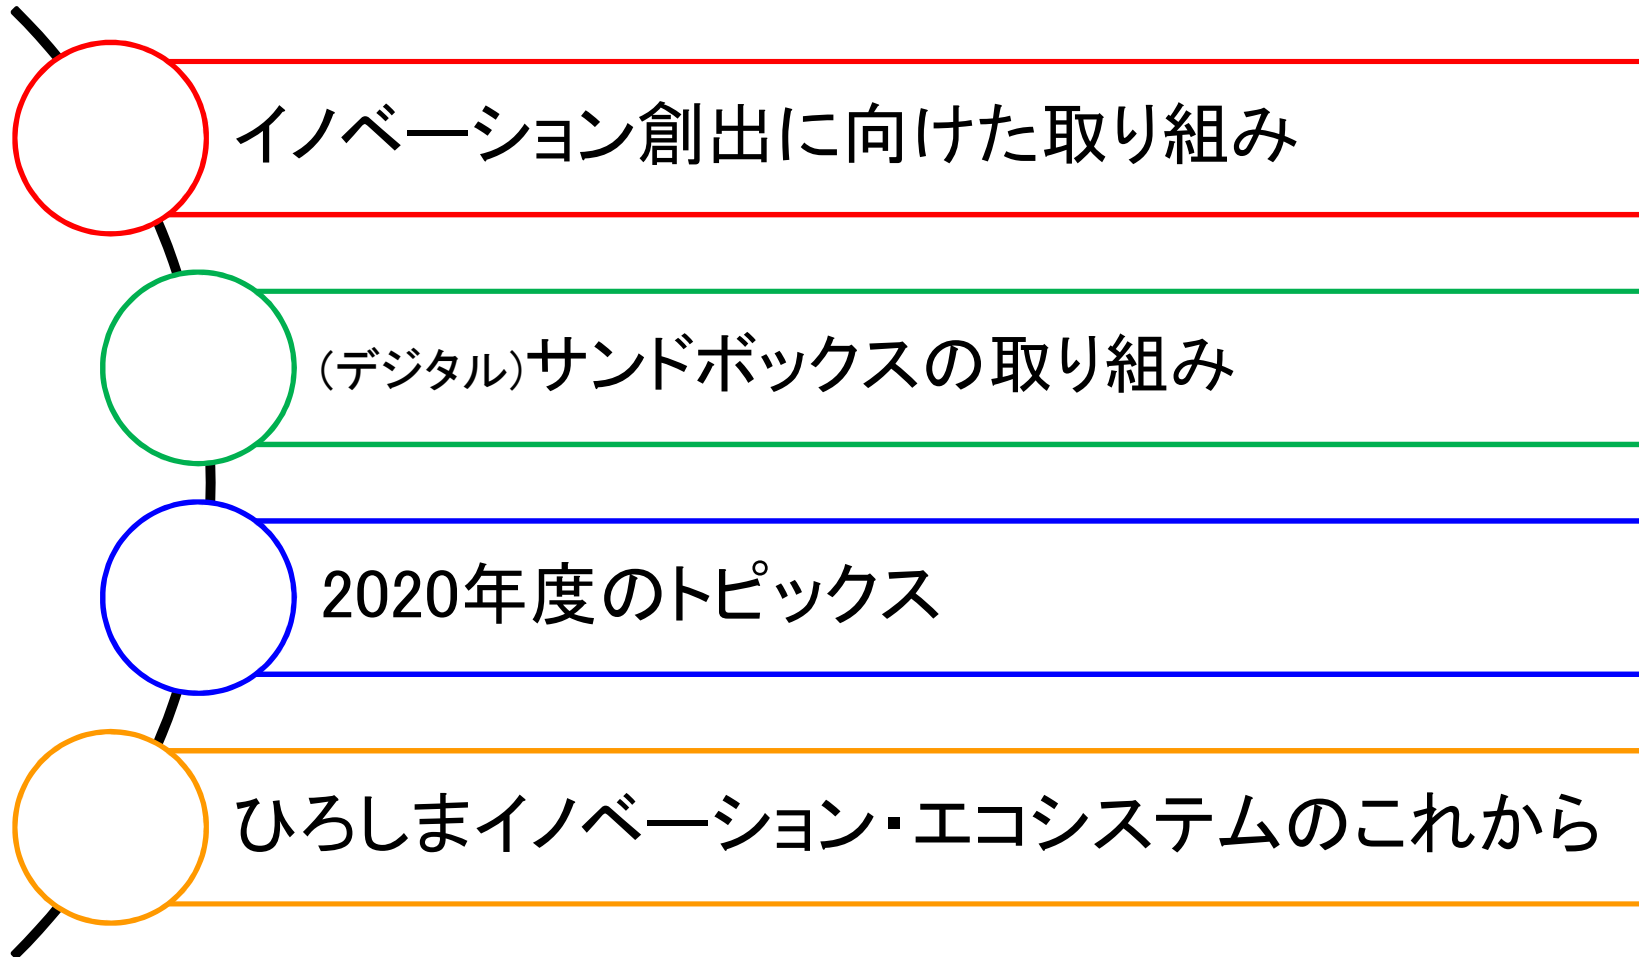 イノベーション創出に向けた取り組み
（デジタル）サンドボックスの取り組み
2020年度のトピックス
ひろしまイノベーション・エコシステムのこれから